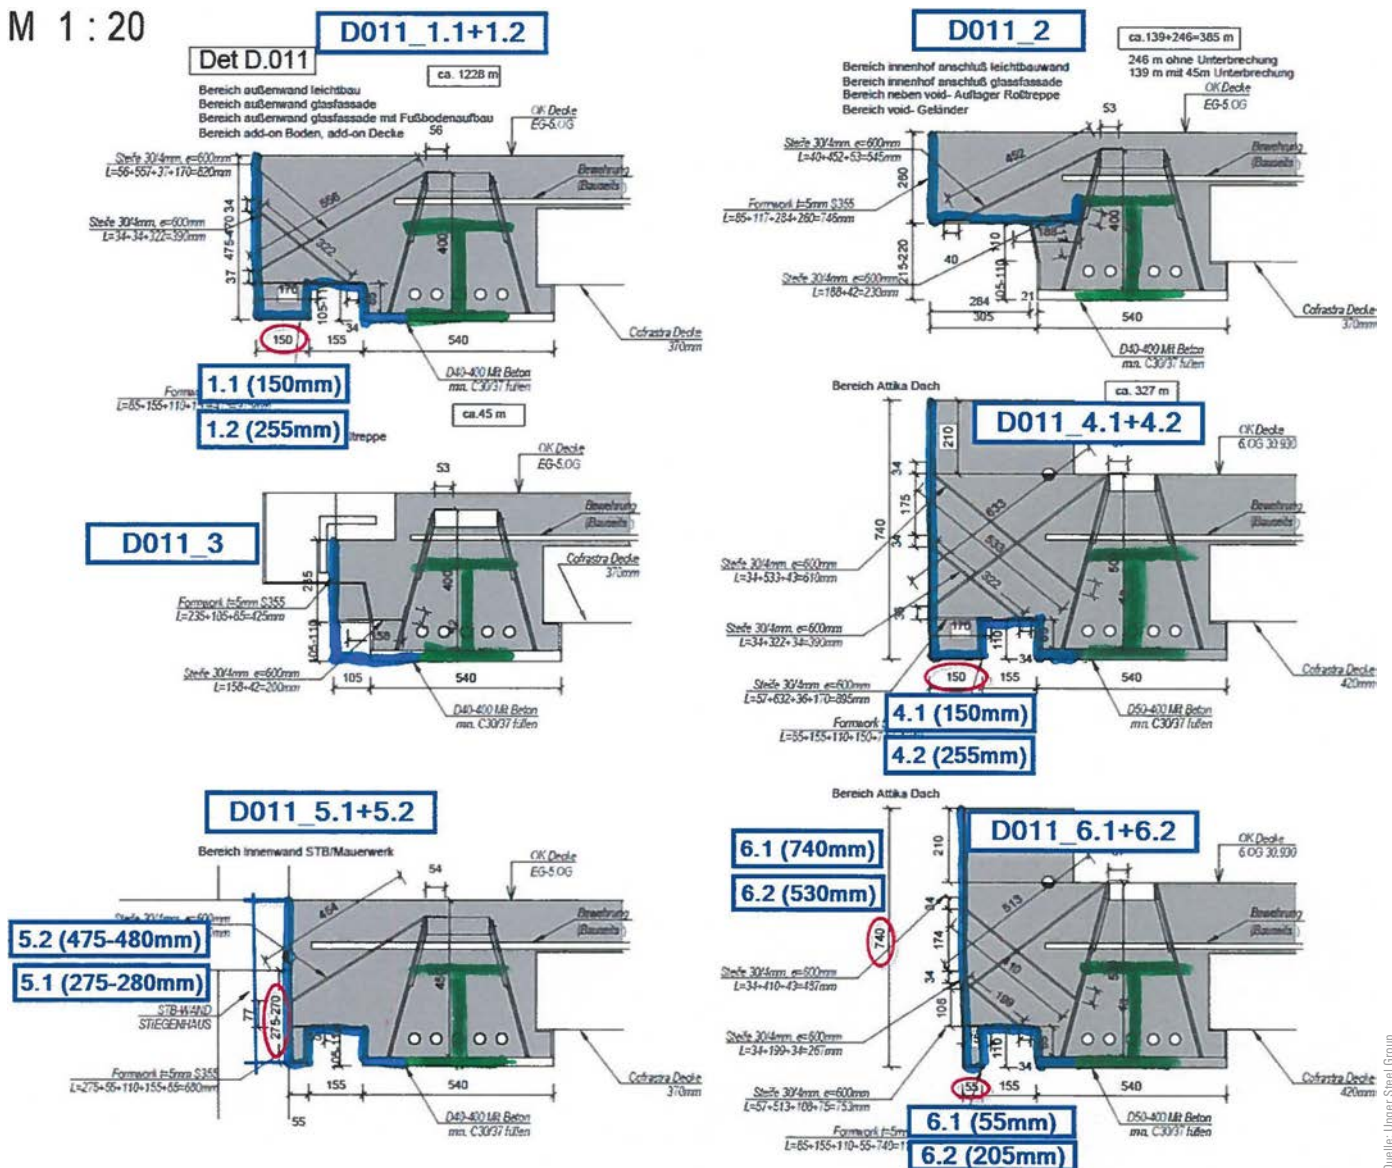 M 1 : 20
D011_1.1+1.2
Det D.011
ca. 1228 m
Bereich außenwand leichtbau
Bereich außenwand glasfassade
Bereich außenwand glasfassade mit Fußbodenaufbau
Bereich add-on Boden, add-on Decke
56
OK Decke
EG-5.OG
Steife 30/4mm, e=600mm
L=56+557+37+170=820mm
Bewehrung
(Bauseits)
34
556
Steife 30/4mm, e=600mm
L=34+34+322=390mm
475-470
322
400
37
170
105-110
34
150
155
540
Cofrastra Decke
370mm
D40-400 Mit Beton
min. C30/37 füllen
1.1 (150mm)
1.2 (255mm)
D011_2
ca.139+246=385 m
246 m ohne Unterbrechung
139 m mit 45m Unterbrechung
Bereich innenhof anschluß leichtbauwand
Bereich innenhof anschluß glassfassade
Bereich neben void- Auflager Roltreppe
Bereich void- Geländer
53
OK Decke
EG-5.OG
Steife 30/4mm, e=600mm
L=40+452+53=545mm
452
Bewehrung
(Bauseits)
260
Formwork t=5mm S355
L=85+117+284+260=746mm
400
188
110
215-220
40
105-110
Steife 30/4mm, e=600mm
L=188+42=230mm
284
21
305
540
Cofrastra Decke
370mm
D40-400 Mit Beton
min. C30/37 füllen
ca.45 m
53
OK Decke
EG-5.OG
D011_3
Bewehrung
(Bauseits)
Cofrastra Decke
370mm
400
Formwork t=5mm S355
L=235+105+85=425mm
105-110
158
Steife 30/4mm, e=600mm
L=158+42=200mm
105
540
D40-400 Mit Beton
min. C30/37 füllen
Bereich Attika Dach
ca. 327 m
D011_4.1+4.2
210
OK Decke
6.OG 30.930
34
175
633
740
533
Bewehrung
(Bauseits)
Steife 30/4mm, e=600mm
L=34+533+43=610mm
322
170
110
Steife 30/4mm, e=600mm
L=34+322+34=390mm
34
150
155
540
Cofrastra Decke
420mm
Steife 30/4mm, e=600mm
L=57+632+36+170=895mm
D50-400 Mit Beton
min. C30/37 füllen
4.1 (150mm)
4.2 (255mm)
D011_5.1+5.2
Bereich Innenwand STB/Mauerwerk
54
OK Decke
EG-5.OG
464
5.2 (475-480mm)
5.1 (275-280mm)
Bewehrung
(Bauseits)
STB-WAND
STIEGENHAUS
77
275-270
Formwork t=5mm S355
L=275+55+110+155+85=680mm
155
540
55
Cofrastra Decke
370mm
D40-400 Mit Beton
min. C30/37 füllen
Bereich Attika Dach
D011_6.1+6.2
6.1 (740mm)
6.2 (530mm)
210
OK Decke
6.OG 30.930
34
513
740
174
Bewehrung
(Bauseits)
Steife 30/4mm, e=600mm
L=34+410+43=487mm
34
410
199
Steife 30/4mm, e=600mm
L=34+199+34=267mm
110
34
55
155
540
Cofrastra Decke
420mm
Steife 30/4mm, e=600mm
L=57+513+108+75=753mm
D50-400 Mit Beton
min. C30/37 füllen
6.1 (55mm)
6.2 (205mm)
Quelle: Unger Steel Group